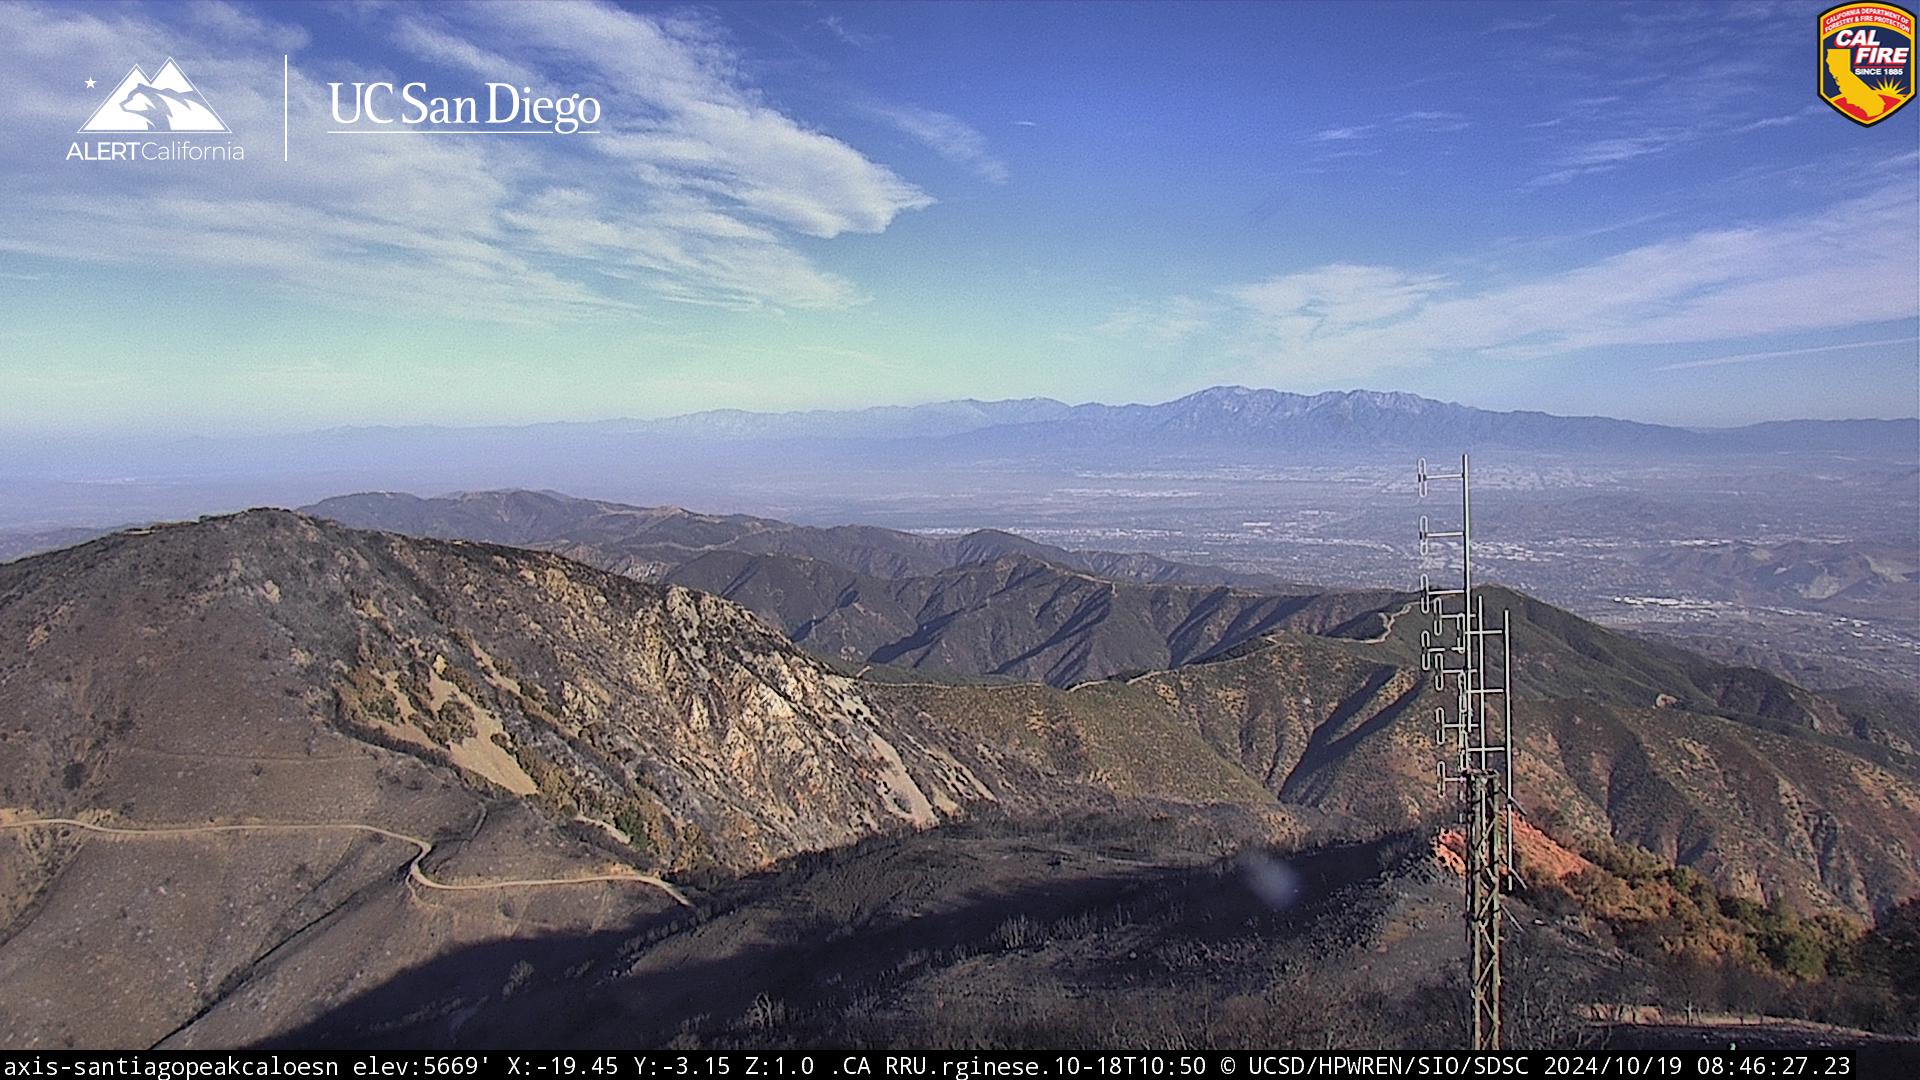 ALERTCalifornia
UC San Diego
CALIFORNIA DEPARTMENT OF
FORESTRY & FIRE PROTECTION
CAL
FIRE
SINCE 1885
axis-santiagopeakcaloesn elev:5669' X:-19.45 Y:-3.15 Z:1.0 .CA RRU.rginese.10-18T10:50 © UCSD/HPWREN/SIO/SDSC 2024/10/19 08:46:27.23